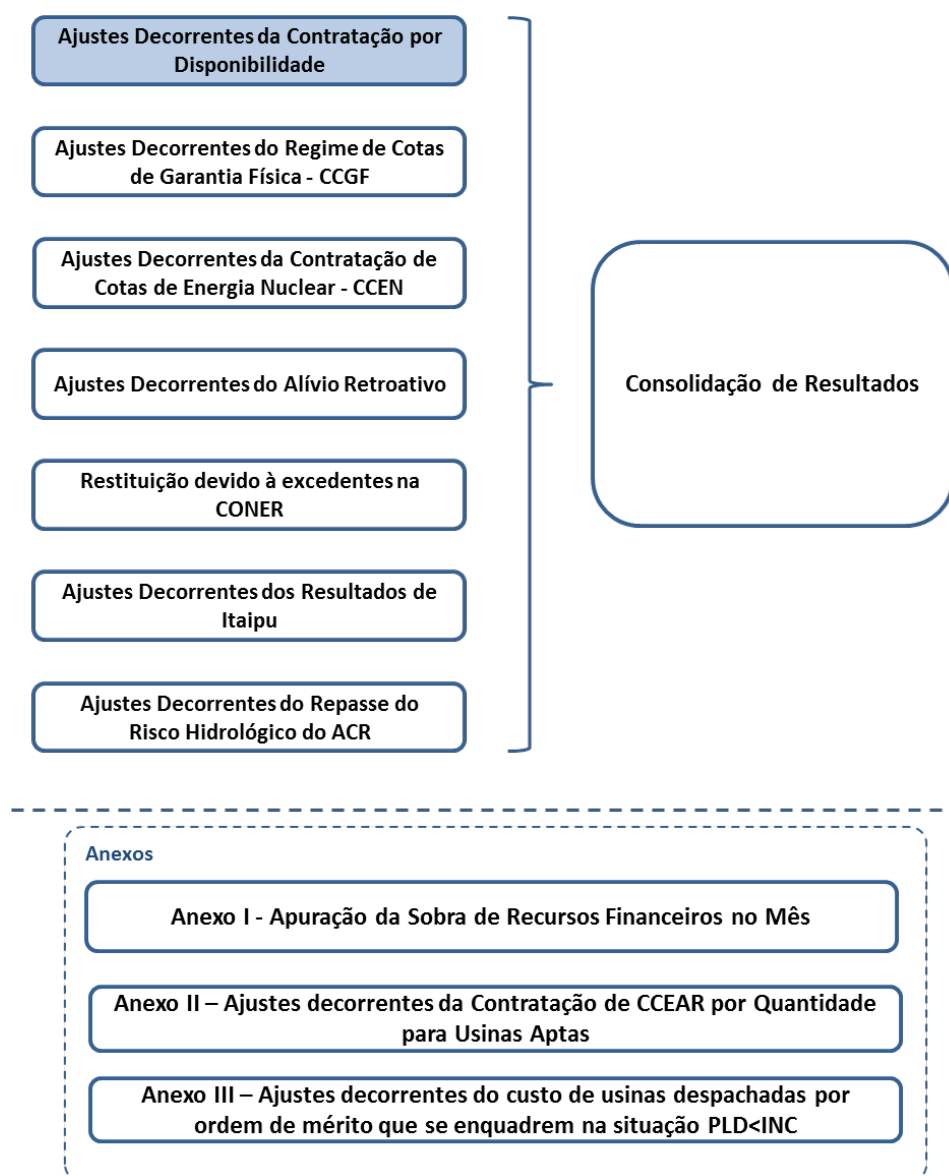 Ajustes Decorrentes da Contratação por
Disponibilidade
Ajustes Decorrentes do Regime de Cotas
de Garantia Física - CCGF
Ajustes Decorrentes da Contratação de
Cotas de Energia Nuclear - CCEN
Ajustes Decorrentes do Alívio Retroativo
Restituição devido à excedentes na
CONER
Ajustes Decorrentes dos Resultados de
Itaipu
Ajustes Decorrentes do Repasse do
Risco Hidrológico do ACR
Consolidação de Resultados
Anexos
Anexo I - Apuração da Sobra de Recursos Financeiros no Mês
Anexo II – Ajustes decorrentes da Contratação de CCEAR por Quantidade
para Usinas Aptas
Anexo III – Ajustes decorrentes do custo de usinas despachadas por
ordem de mérito que se enquadrem na situação PLD<INC